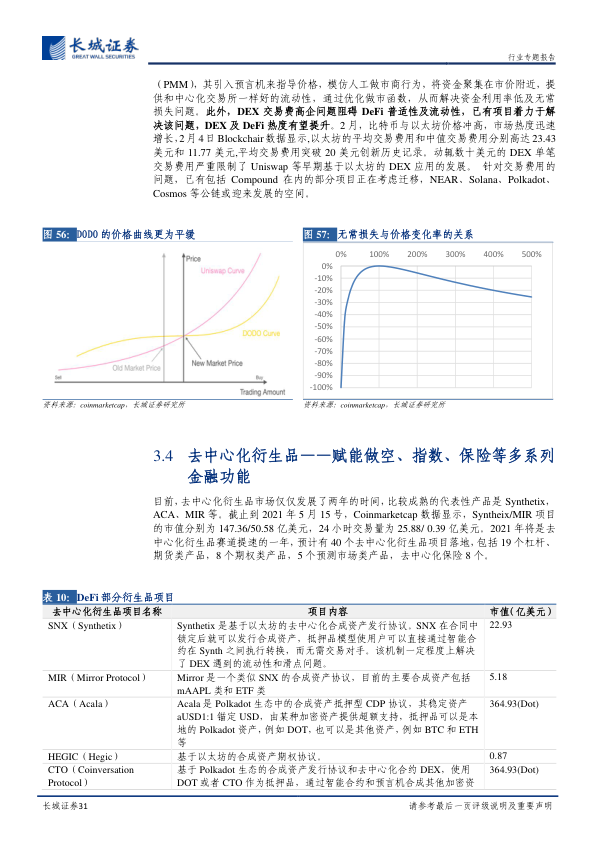 长城证券
GREAT WALL SECURITIES
行业专题报告
（PMM），其引入预言机来指导价格，模仿人工做市商行为，将资金聚集在市价附近，提
供和中心化交易所一样好的流动性，通过优化做市函数，从而解决资金利用率低及无常
损失问题。此外，DEX 交易费高企问题阻碍 DeFi 普适性及流动性，已有项目着力于解
决该问题，DEX 及 DeFi 热度有望提升。2 月，比特币与以太坊价格冲高，市场热度迅速
增长，2 月 4 日 Blockchair 数据显示，以太坊的平均交易费用和中值交易费用分别高达 23.43
美元和 11.77 美元,平均交易费用突破 20 美元创新历史记录。动辄数十美元的 DEX 单笔
交易费用严重限制了 Uniswap 等早期基于以太坊的 DEX 应用的发展。 针对交易费用的
问题，已有包括 Compound 在内的部分项目正在考虑迁移，NEAR、Solana、Polkadot、
Cosmos 等公链或迎来发展的空间。
图 56: DODO 的价格曲线更为平缓
Price
Uniswap Curve
DODO Curve
Old Market Price
New Market Price
Sell
Buy
Trading Amount
资料来源：coinmarketcap，长城证券研究所
图 57: 无常损失与价格变化率的关系
0% 100% 200% 300% 400% 500%
0%
-10%
-20%
-30%
-40%
-50%
-60%
-70%
-80%
-90%
-100%
资料来源：coinmarketcap，长城证券研究所
3.4 去中心化衍生品——赋能做空、指数、保险等多系列
金融功能
目前，去中心化衍生品市场仅仅发展了两年的时间，比较成熟的代表性产品是 Synthetix，
ACA、MIR 等。截止到 2021 年 5 月 15 号，Coinmarketcap 数据显示，Syntheix/MIR 项目
的市值分别为 147.36/50.58 亿美元，24 小时交易量为 25.88/ 0.39 亿美元。2021 年将是去
中心化衍生品赛道提速的一年，预计有 40 个去中心化衍生品项目落地，包括 19 个杠杆、
期货类产品，8 个期权类产品，5 个预测市场类产品，去中心化保险 8 个。
表 10: DeFi 部分衍生品项目
去中心化衍生品项目名称 项目内容 市值（亿美元）
SNX（Synthetix） Synthetix 是基于以太坊的去中心化合成资产发行协议。SNX 在合同中 22.93
锁定后就可以发行合成资产，抵押品模型使用户可以直接通过智能合
约在 Synth 之间执行转换，而无需交易对手。该机制一定程度上解决
了 DEX 遇到的流动性和滑点问题。
MIR（Mirror Protocol） Mirror 是一个类似 SNX 的合成资产协议，目前的主要合成资产包括 5.18
mAAPL 类和 ETF 类
ACA（Acala） Acala 是 Polkadot 生态中的合成资产抵押型 CDP 协议，其稳定资产 364.93(Dot)
aUSD1:1 锚定 USD，由某种加密资产提供超额支持，抵押品可以是本
地的 Polkadot 资产，例如 DOT，也可以是其他资产，例如 BTC 和 ETH
等
HEGIC（Hegic） 基于以太坊的合成资产期权协议。 0.87
CTO（Coinversation 基于 Polkadot 生态的合成资产发行协议和去中心化合约 DEX，使用 364.93(Dot)
Protocol） DOT 或者 CTO 作为抵押品，通过智能合约和预言机合成其他加密资
长城证券31
请参考最后一页评级说明及重要声明